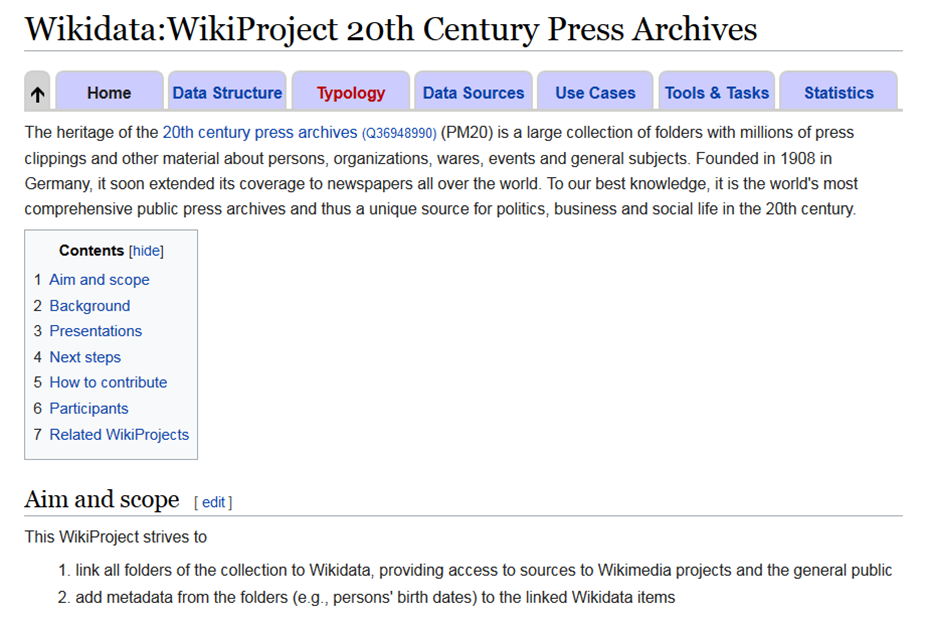 Wikidata:WikiProject 20th Century Press Archives
Home Data Structure Typology Data Sources Use Cases Tools & Tasks Statistics
The heritage of the 20th century press archives (Q36948990) (PM20) is a large collection of folders with millions of press
clippings and other material about persons, organizations, wares, events and general subjects. Founded in 1908 in
Germany, it soon extended its coverage to newspapers all over the world. To our best knowledge, it is the world's most
comprehensive public press archives and thus a unique source for politics, business and social life in the 20th century.
Contents [hide]
1 Aim and scope
2 Background
3 Presentations
4 Next steps
5 How to contribute
6 Participants
7 Related WikiProjects
Aim and scope [ edit ]
This WikiProject strives to
1. link all folders of the collection to Wikidata, providing access to sources to Wikimedia projects and the general public
2. add metadata from the folders (e.g., persons' birth dates) to the linked Wikidata items